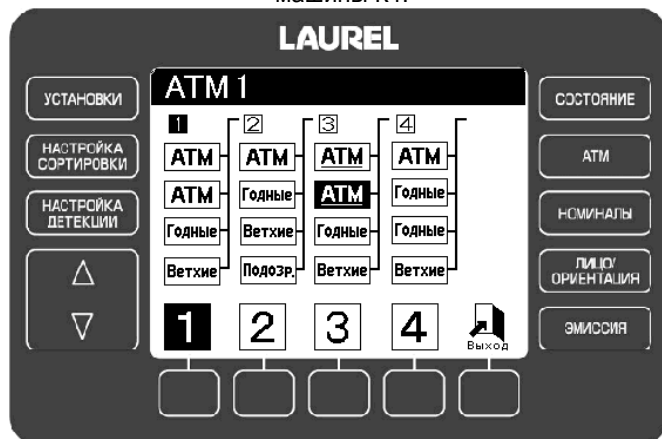 LAUREL
УСТАНОВКИ
НАСТРОЙКА
СОРТИРОВКИ
НАСТРОЙКА
ДЕТЕКЦИИ
ATM 1
1 2 3 4
ATM ATM ATM ATM
ATM Годные ATM Годные
Годные Ветхие Годные Годные
Ветхие Подозр. Ветхие Ветхие
1 2 3 4
Выход
СОСТОЯНИЕ
ATM
НОМИНАЛЫ
ЛИЦО/
ОРИЕНТАЦИЯ
ЭМИССИЯ